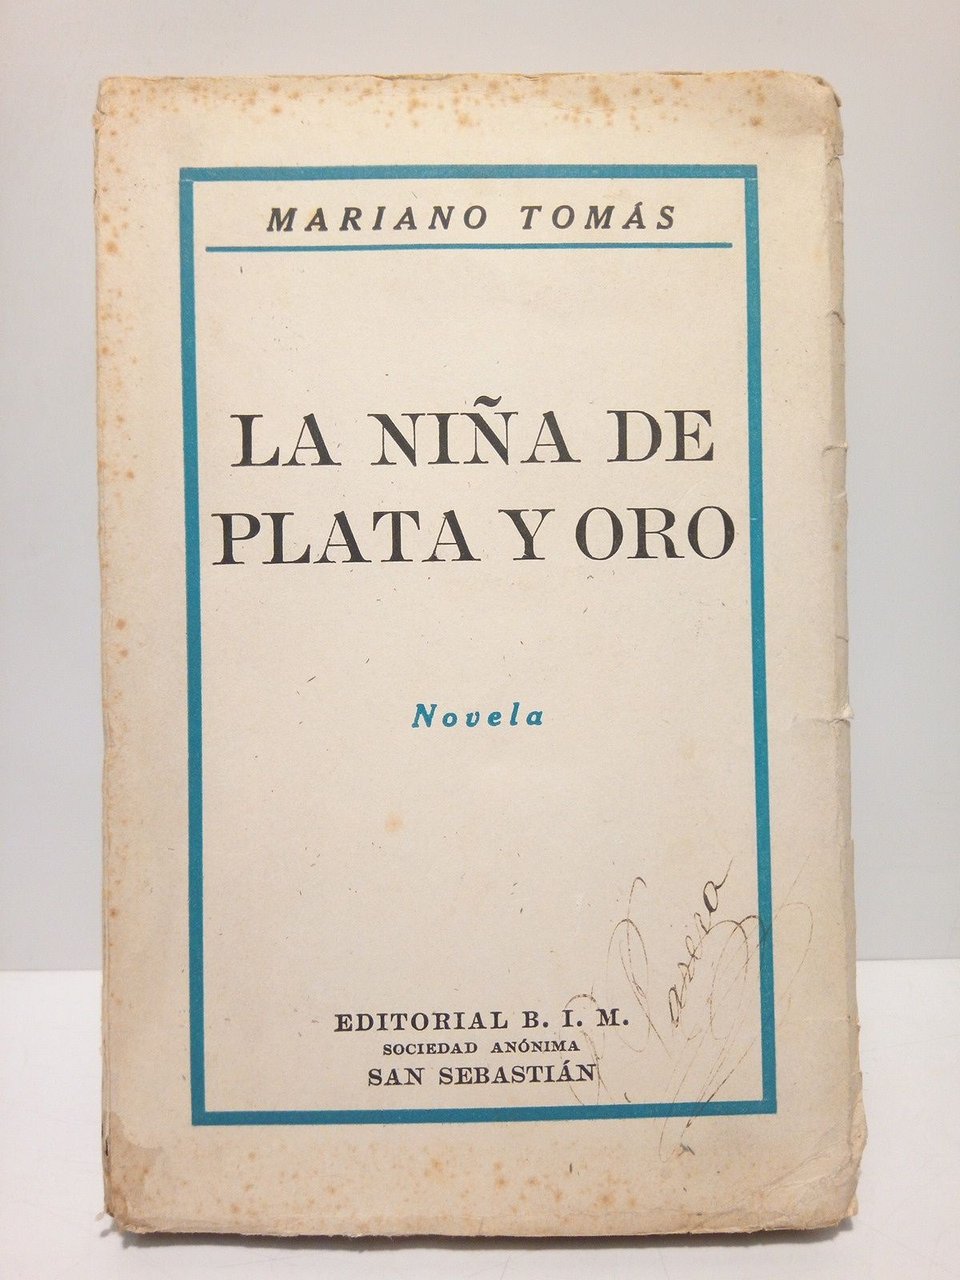 MARIANO TOMÁS
LA NIÑA DE
PLATA Y ORO
Novela
EDITORIAL B. I. M.
SOCIEDAD ANÓNIMA
SAN SEBASTIÁN